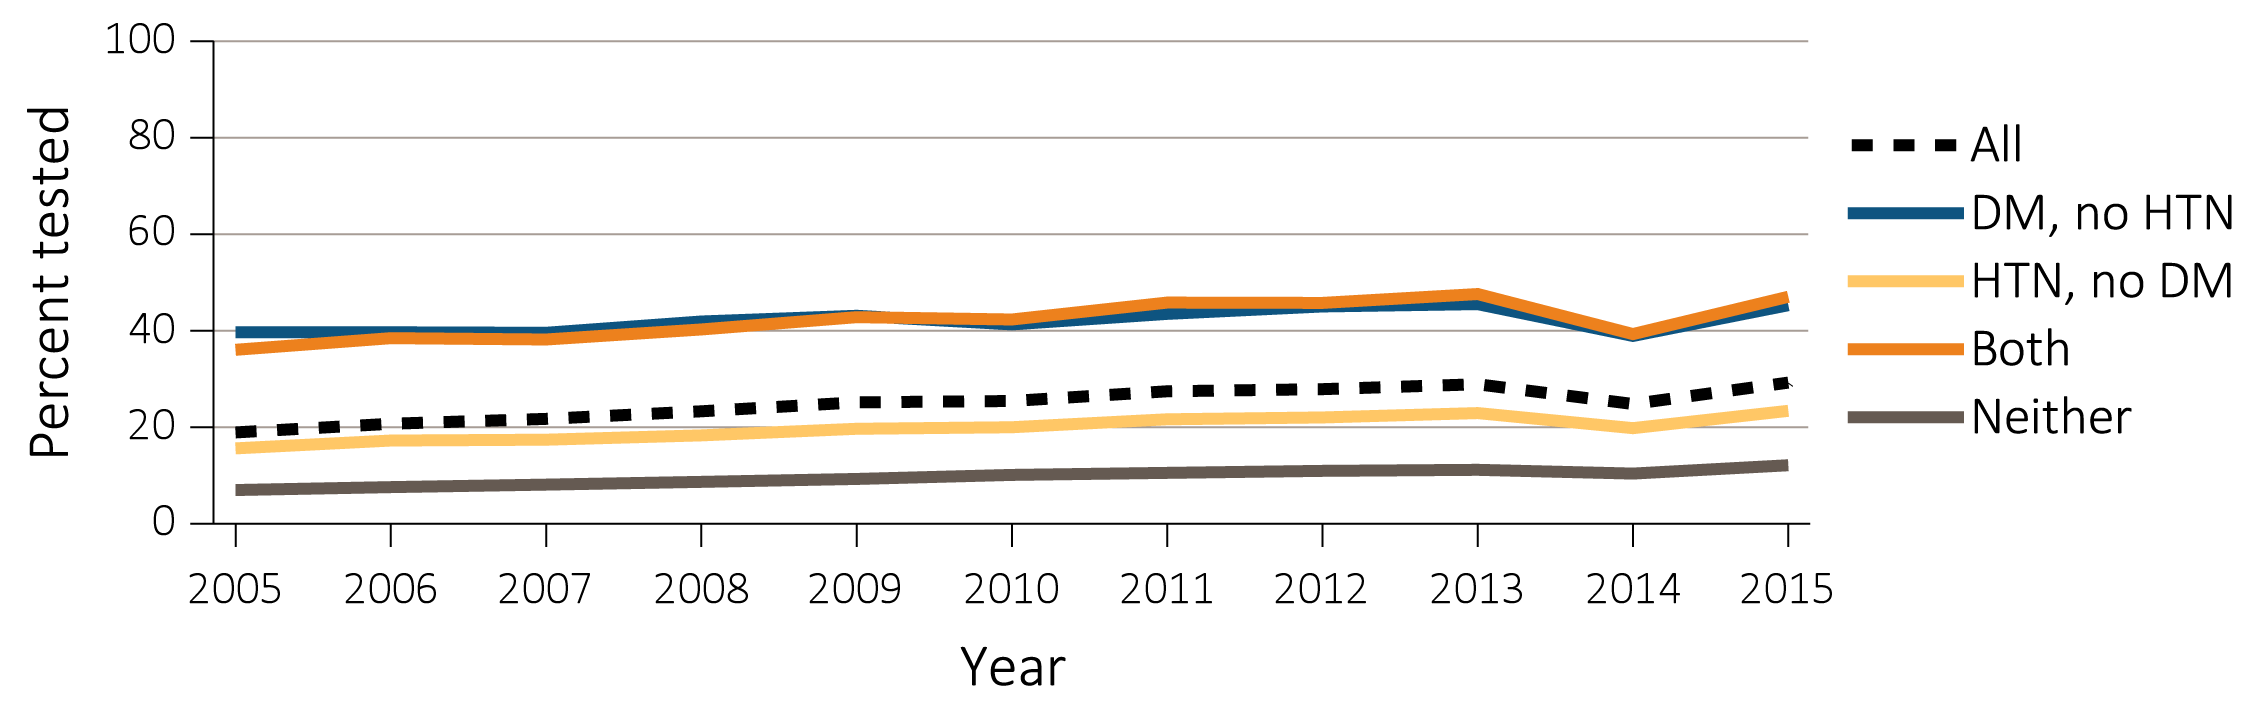 Percent tested
100
80
60
40
20
0
2005 2006 2007 2008 2009 2010 2011 2012 2013 2014 2015
Year
All
DM, no HTN
HTN, no DM
Both
Neither